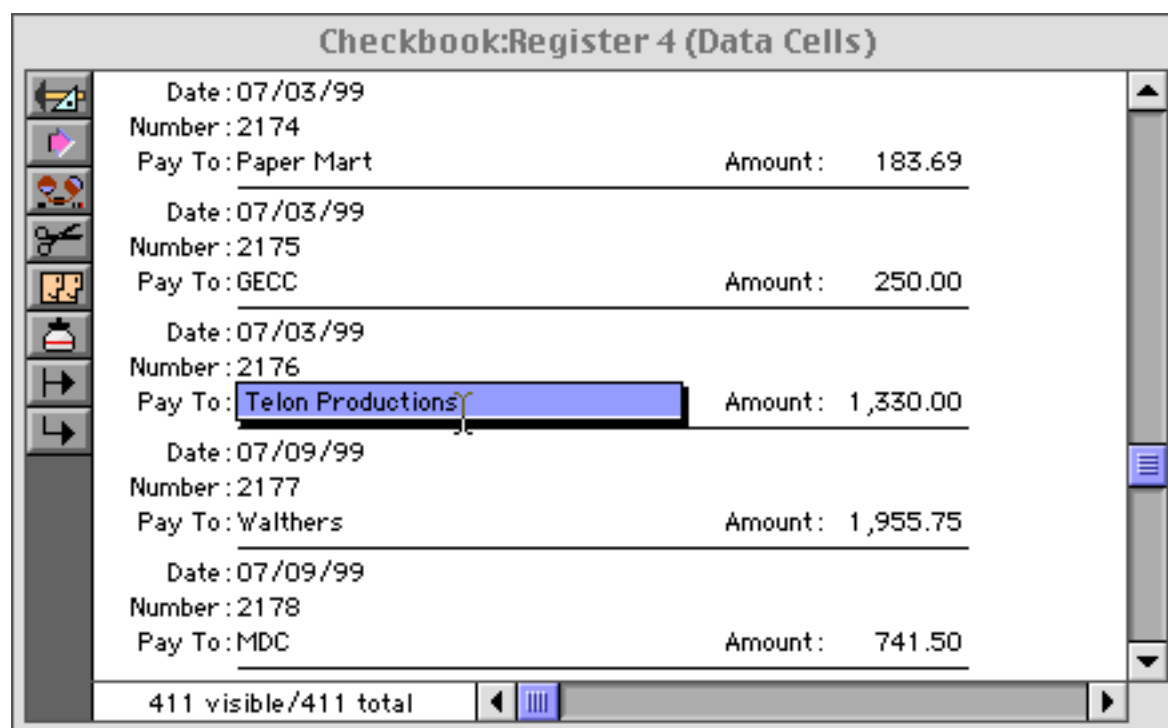 Checkbook:Register 4 (Data Cells)
Date: 07/03/99
Number: 2174
Pay To: Paper Mart Amount: 183.69
Date: 07/03/99
Number: 2175
Pay To: GECC Amount: 250.00
Date: 07/03/99
Number: 2176
Pay To: Telon Productions Amount: 1,330.00
Date: 07/09/99
Number: 2177
Pay To: Walthers Amount: 1,955.75
Date: 07/09/99
Number: 2178
Pay To: MDC Amount: 741.50
411 visible/411 total